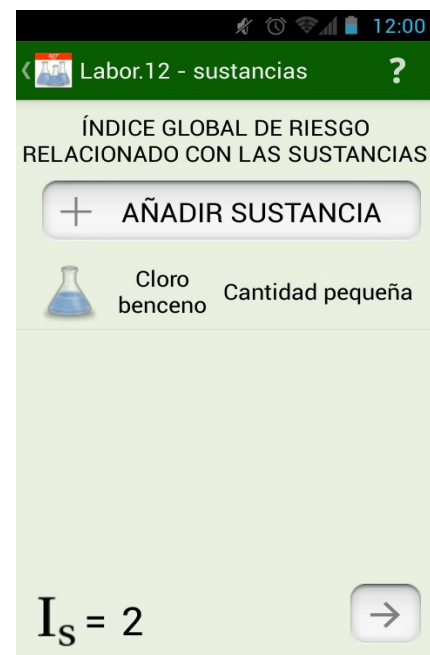 12:00
Labor.12 - sustancias ?
ÍNDICE GLOBAL DE RIESGO
RELACIONADO CON LAS SUSTANCIAS
+ AÑADIR SUSTANCIA
Cloro
benceno
Cantidad pequeña
Is = 2